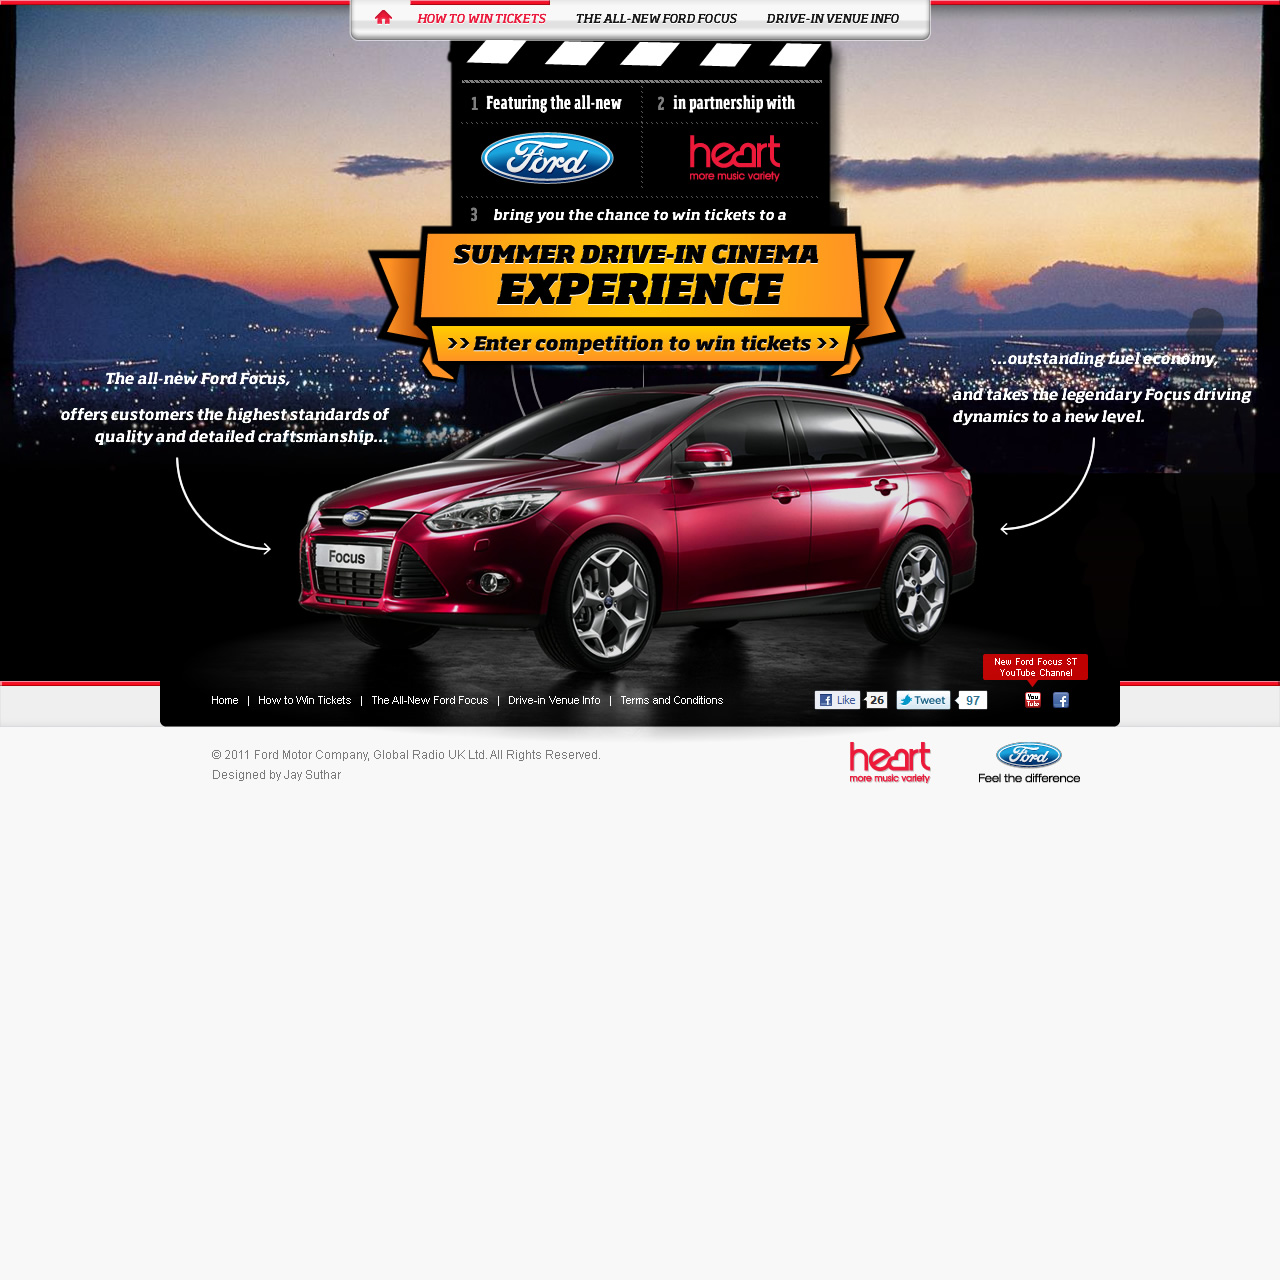 HOW TO WIN TICKETS THE ALL-NEW FORD FOCUS DRIVE-IN VENUE INFO
1 Featuring the all-new 2 in partnership with
Ford heart
more music variety
3 bring you the chance to win tickets to a
SUMMER DRIVE-IN CINEMA
EXPERIENCE
>> Enter competition to win tickets >>
The all-new Ford Focus,
offers customers the highest standards of
quality and detailed craftsmanship...
...outstanding fuel economy,
and takes the legendary Focus driving
dynamics to a new level.
Ford
Focus
New Ford Focus ST
YouTube Channel
Home | How to Win Tickets | The All-New Ford Focus | Drive-in Venue Info | Terms and Conditions
f Like 26 Tweet 97 You Tube f
© 2011 Ford Motor Company, Global Radio UK Ltd. All Rights Reserved.
Designed by Jay Suthar
heart
more music variety
Ford
Feel the difference